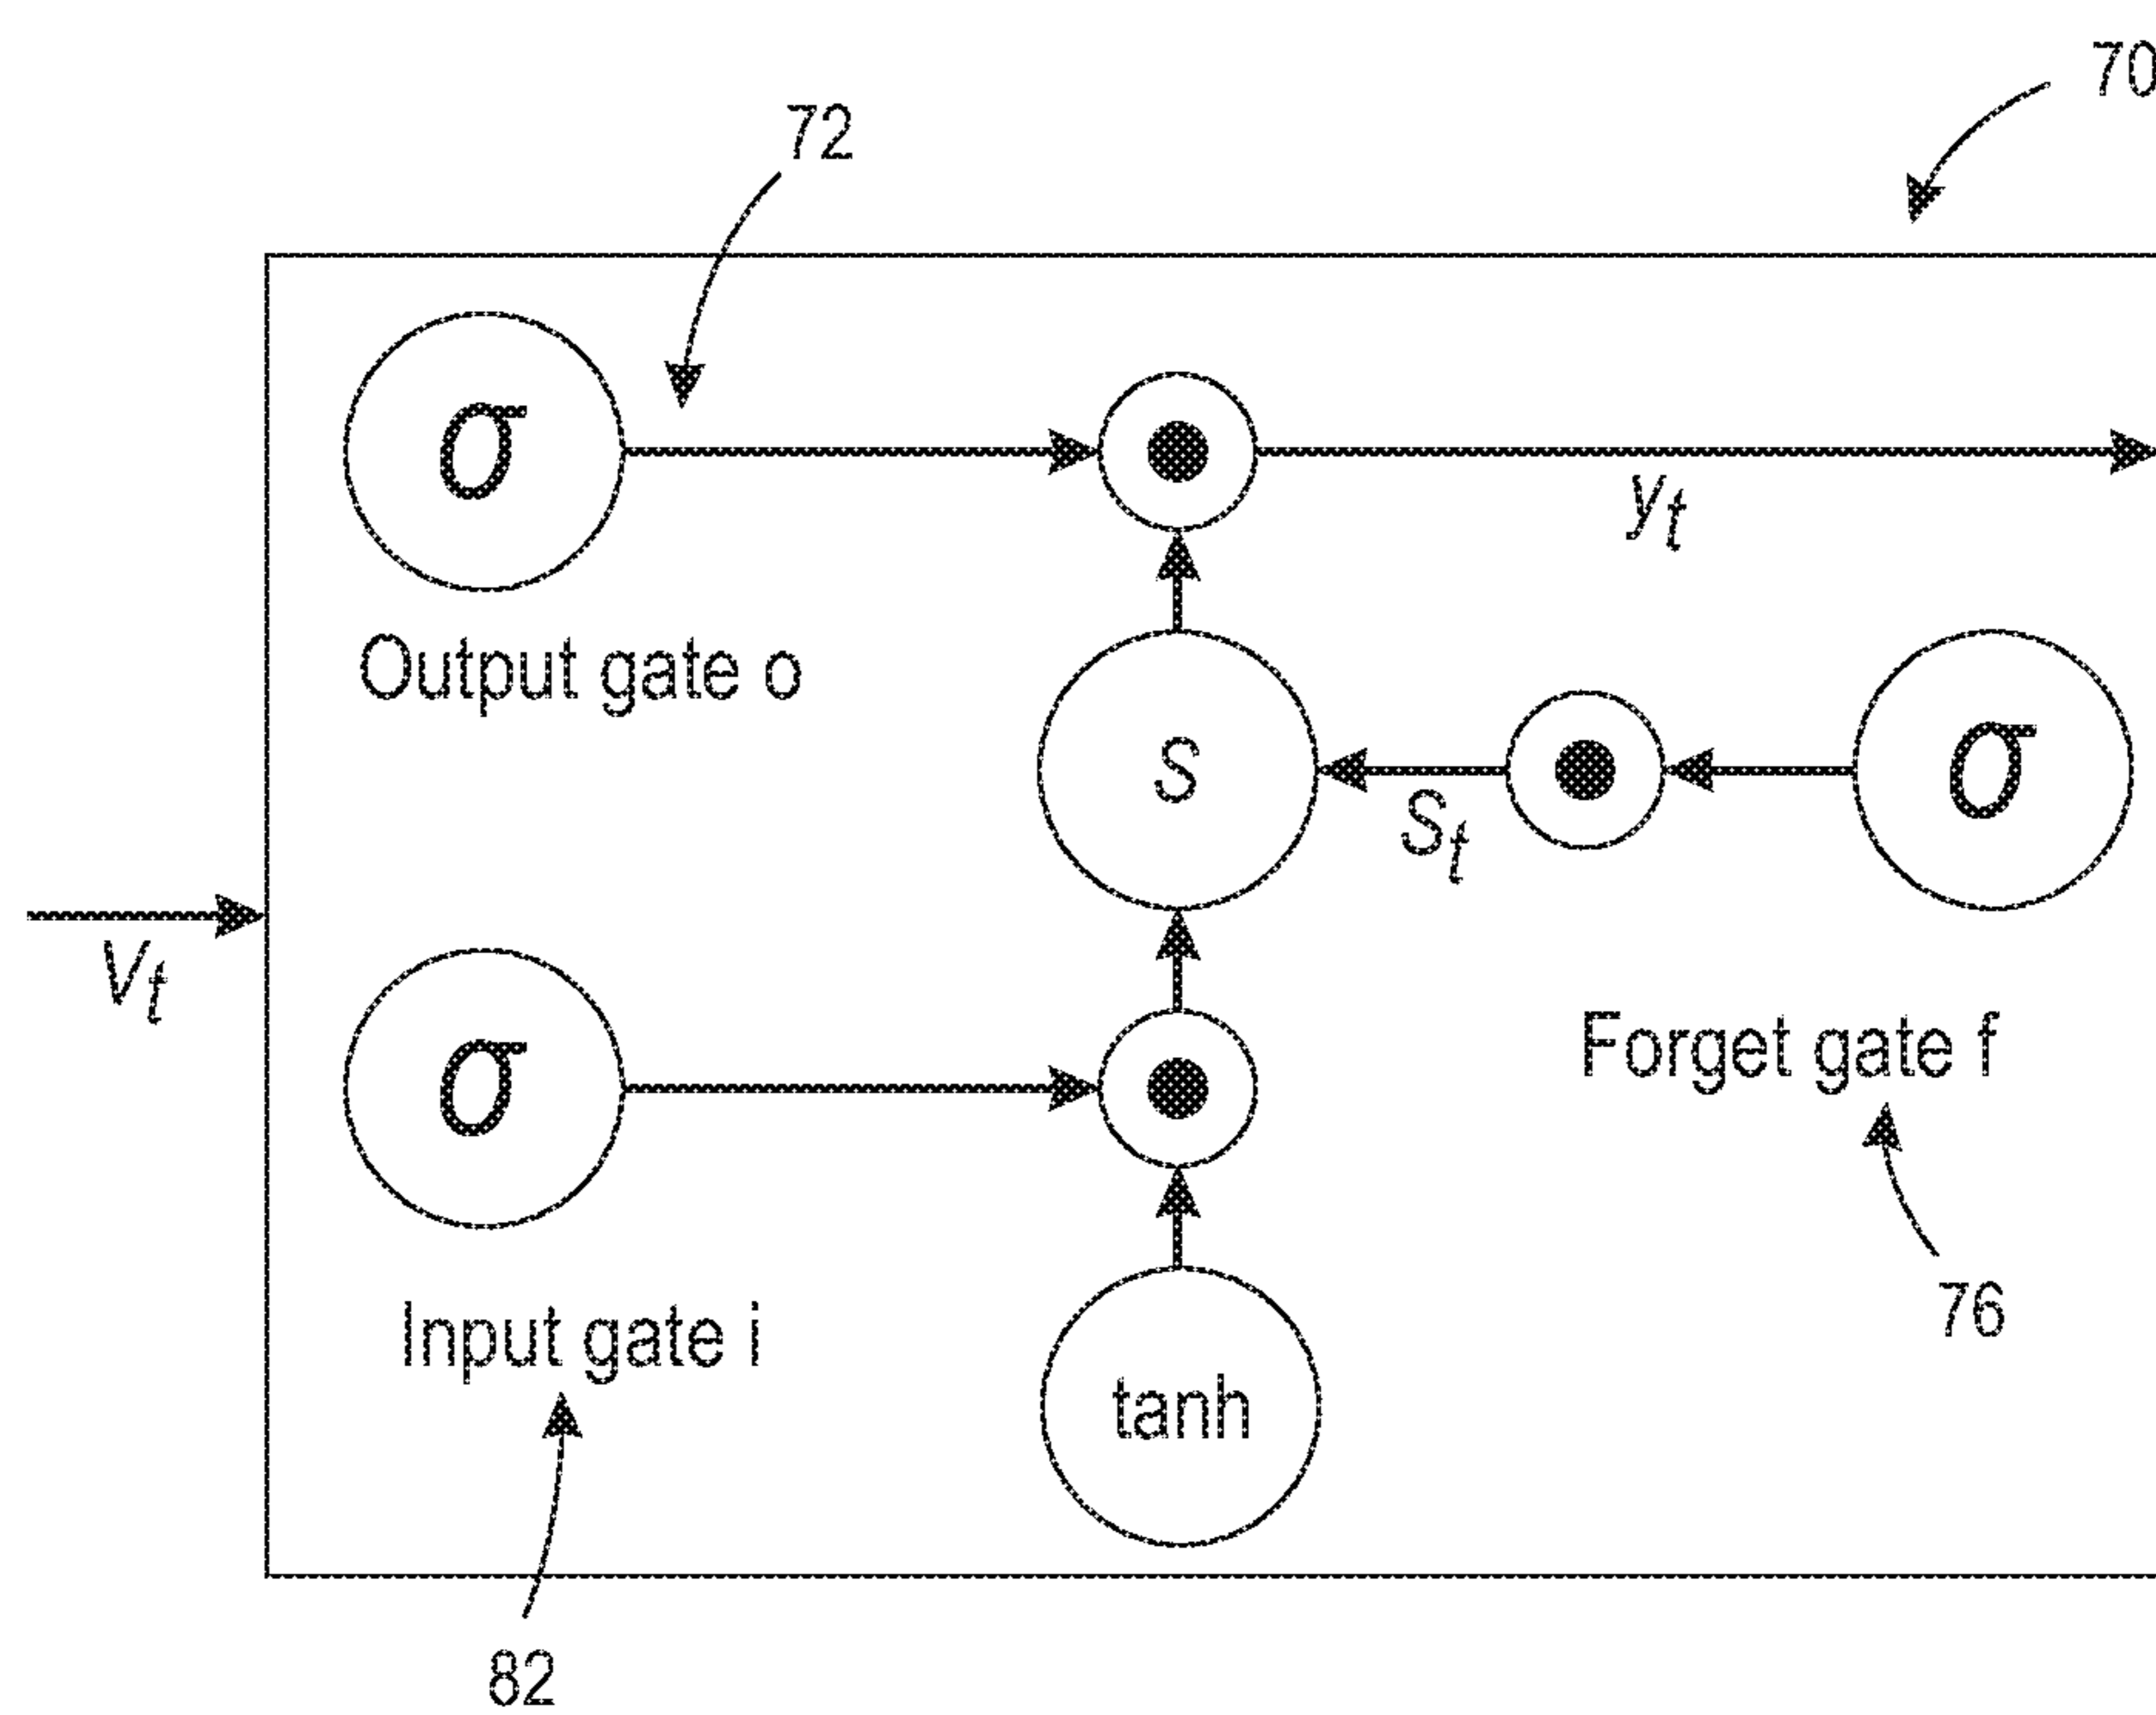 70
72
σ
y_t
Output gate o
S
S_t
σ
V_t
σ
Forget gate f
Input gate i
76
tanh
82